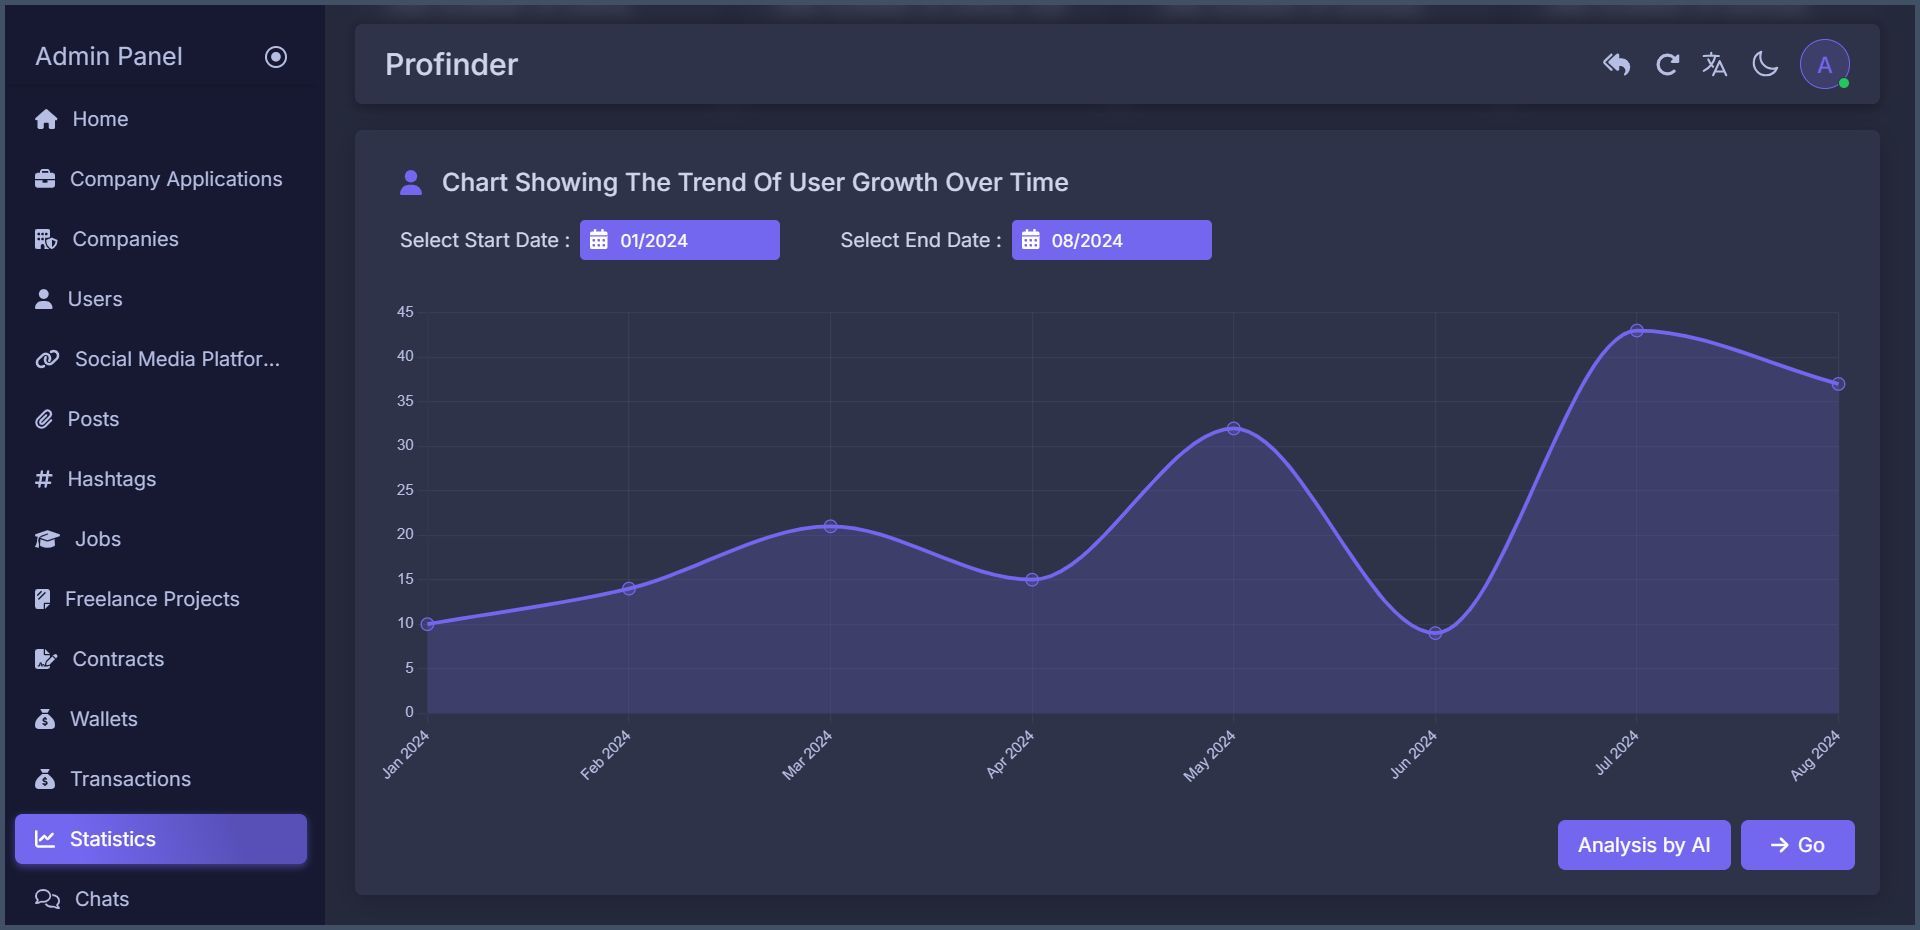 Admin Panel
Home
Company Applications
Companies
Users
Social Media Platfor...
Posts
Hashtags
Jobs
Freelance Projects
Contracts
Wallets
Transactions
Statistics
Chats
Profinder
A
Chart Showing The Trend Of User Growth Over Time
Select Start Date : 01/2024 Select End Date : 08/2024
45
40
35
30
25
20
15
10
5
0
Jan 2024 Feb 2024 Mar 2024 Apr 2024 May 2024 Jun 2024 Jul 2024 Aug 2024
Analysis by AI Go